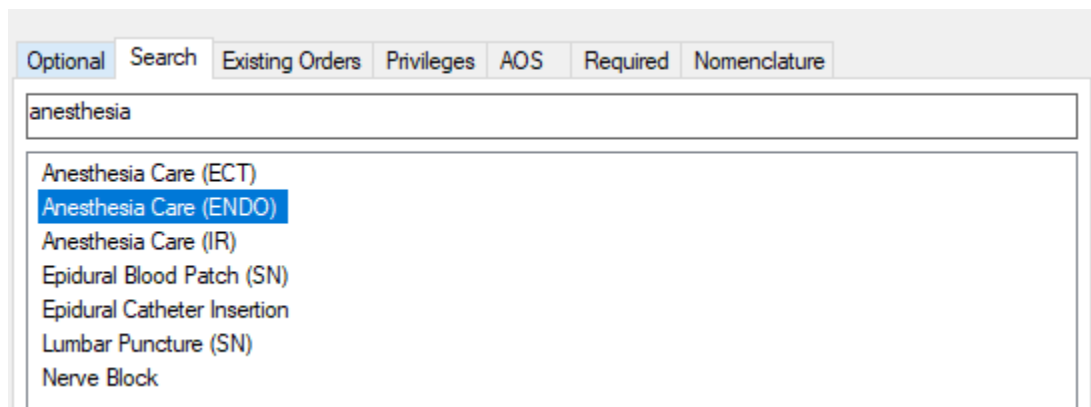 Optional Search Existing Orders Privileges AOS Required Nomenclature
anesthesia
Anesthesia Care (ECT)
Anesthesia Care (ENDO)
Anesthesia Care (IR)
Epidural Blood Patch (SN)
Epidural Catheter Insertion
Lumbar Puncture (SN)
Nerve Block